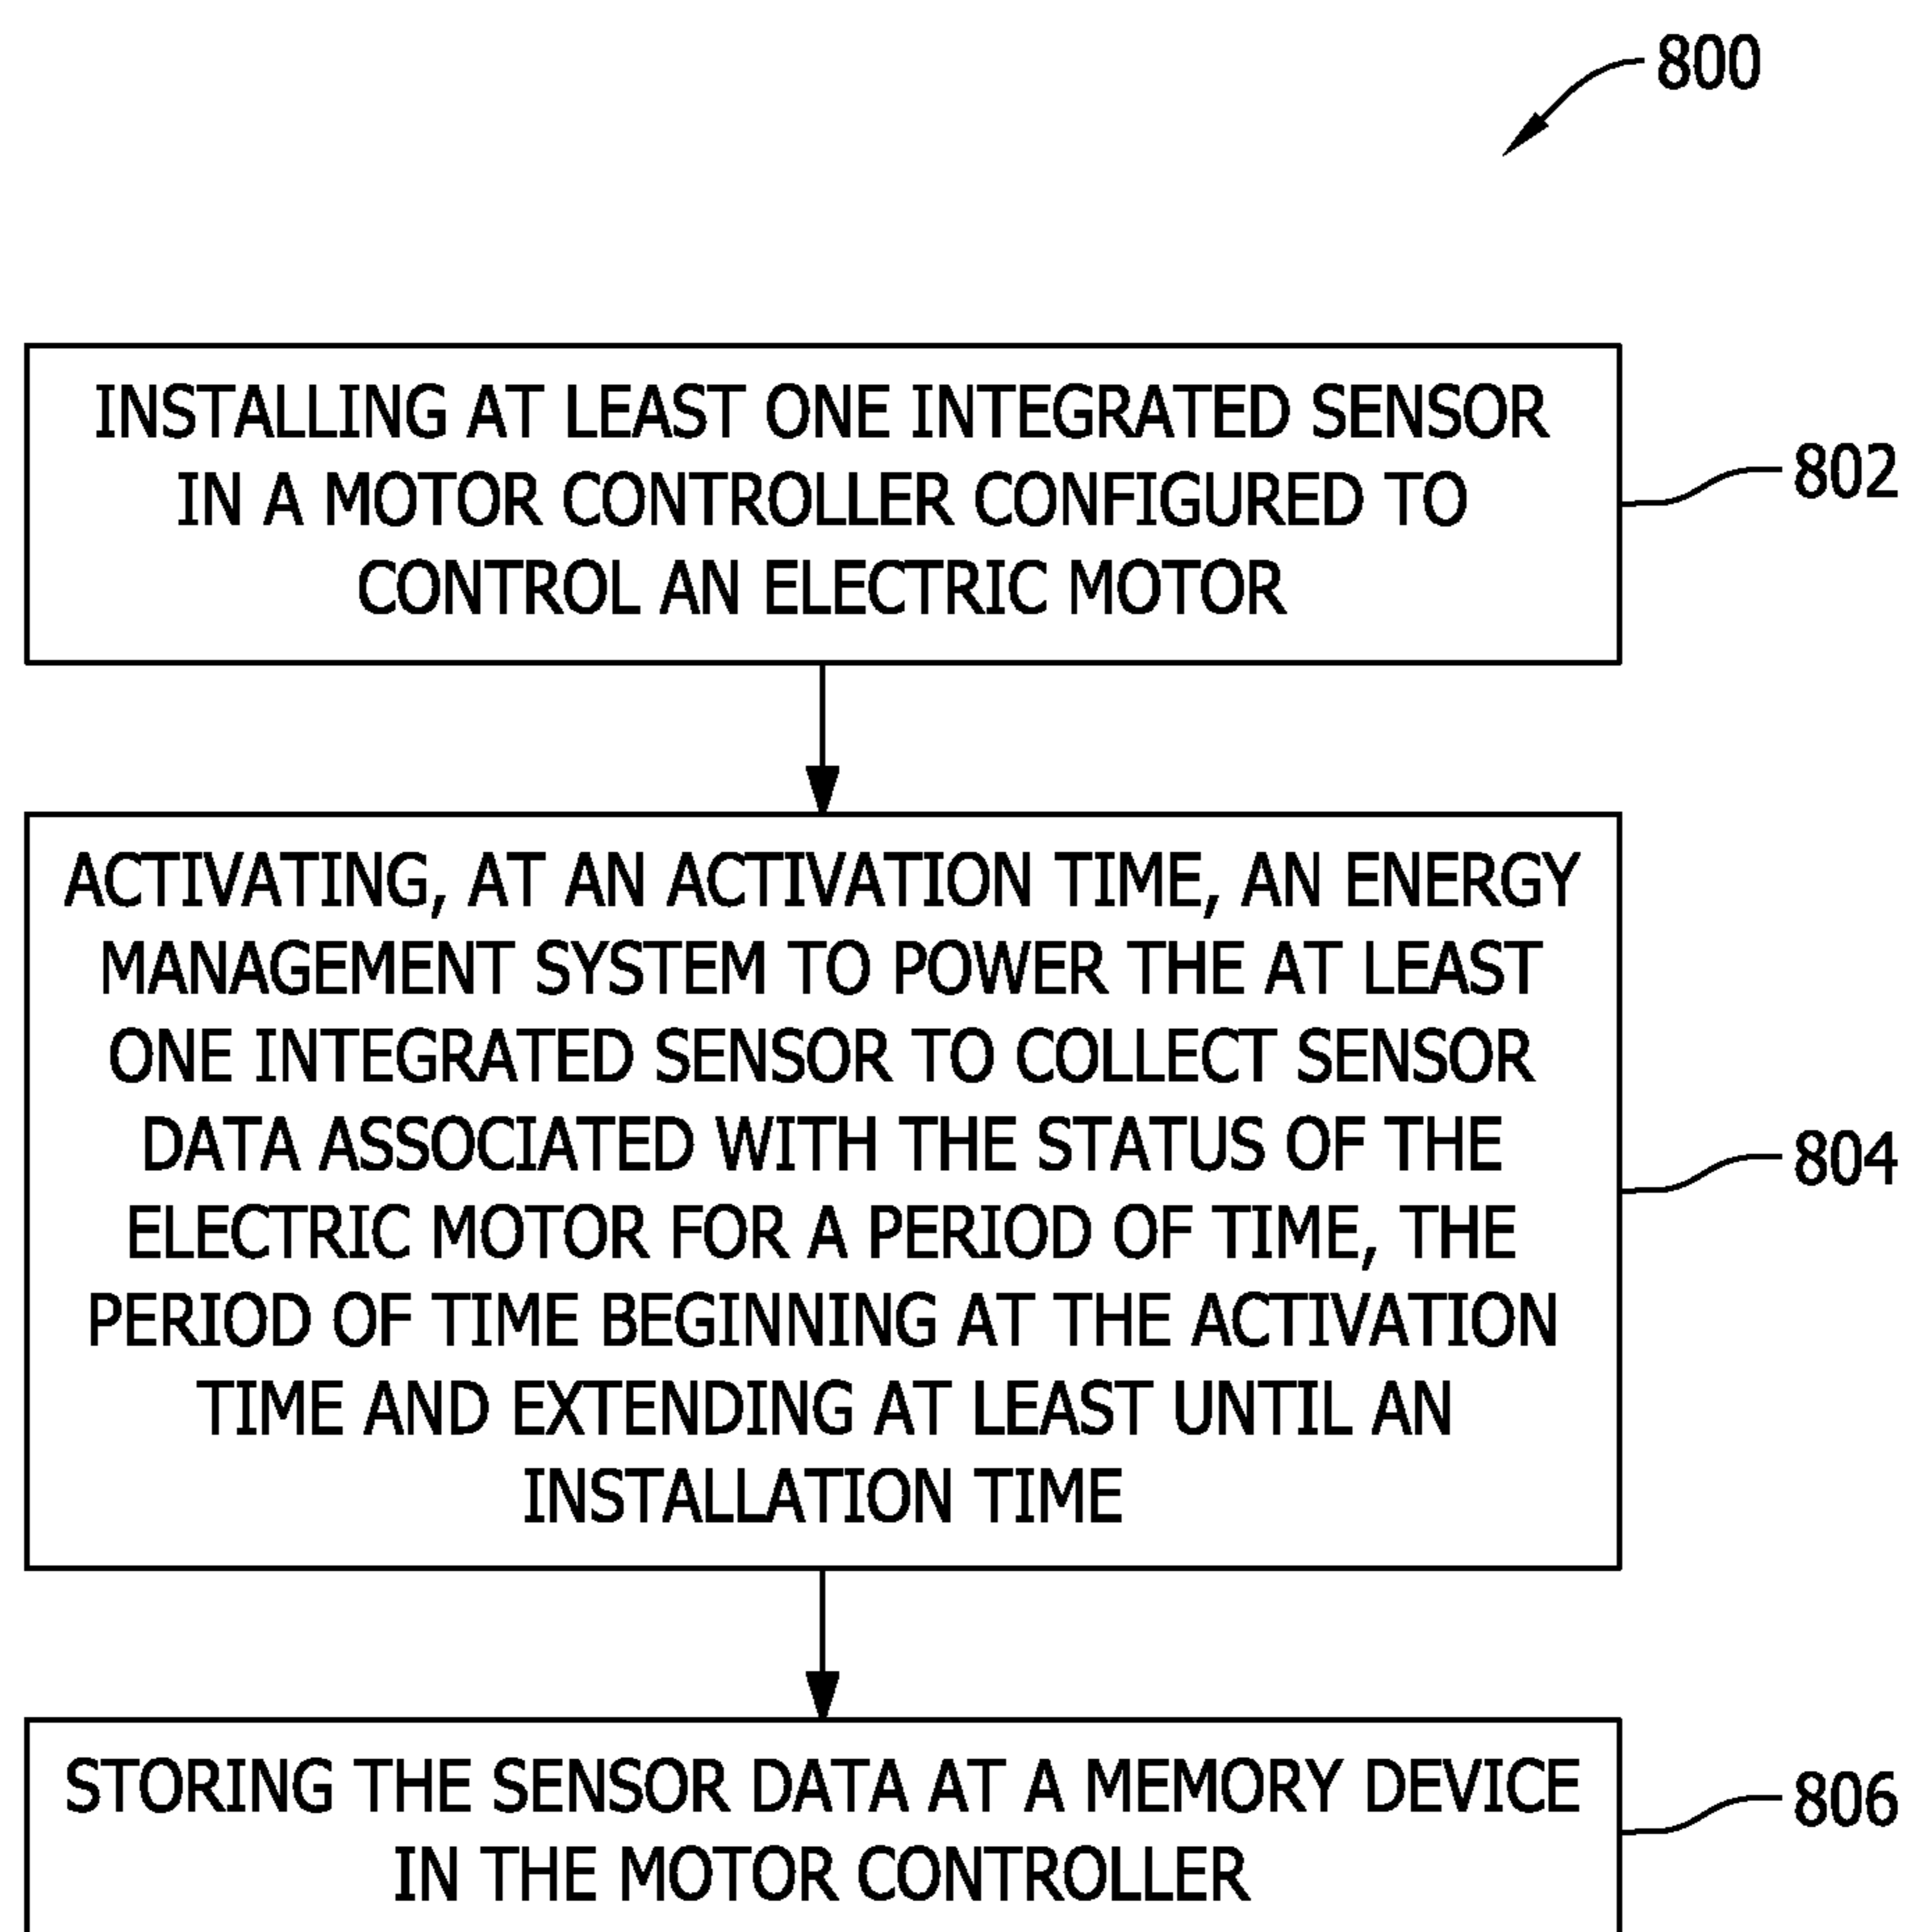 800
INSTALLING AT LEAST ONE INTEGRATED SENSOR
IN A MOTOR CONTROLLER CONFIGURED TO
CONTROL AN ELECTRIC MOTOR
802
ACTIVATING, AT AN ACTIVATION TIME, AN ENERGY
MANAGEMENT SYSTEM TO POWER THE AT LEAST
ONE INTEGRATED SENSOR TO COLLECT SENSOR
DATA ASSOCIATED WITH THE STATUS OF THE
ELECTRIC MOTOR FOR A PERIOD OF TIME, THE
PERIOD OF TIME BEGINNING AT THE ACTIVATION
TIME AND EXTENDING AT LEAST UNTIL AN
INSTALLATION TIME
804
STORING THE SENSOR DATA AT A MEMORY DEVICE
IN THE MOTOR CONTROLLER
806